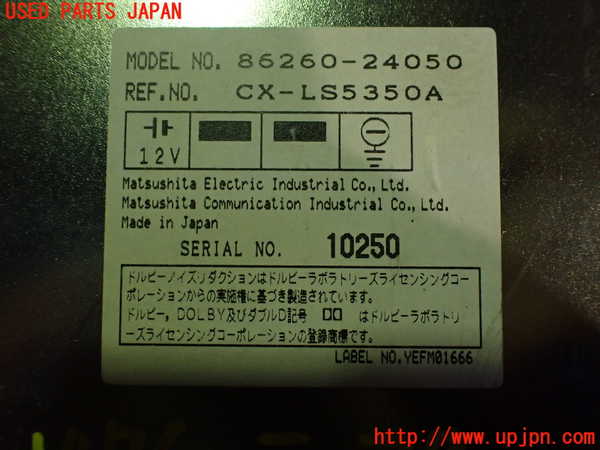 USED PARTS JAPAN
MODEL NO. 86260-24050
REF.NO. CX-LS5350A
12V
Matsushita Electric Industrial Co., Ltd.
Matsushita Communication Industrial Co., Ltd.
Made in Japan
SERIAL NO. 10250
ドルビーノイズリダクションはドルビーラボラトリーズライセンシングコー
ポレーションからの実施権に基づき製造されています。
ドルビー，DOLBY及びダブルD記号 はドルビーラボラトリ
ーズライセンシングコーポレーションの登録商標です。
LABEL NO.YEFM01666
http://www.upjpn.com/